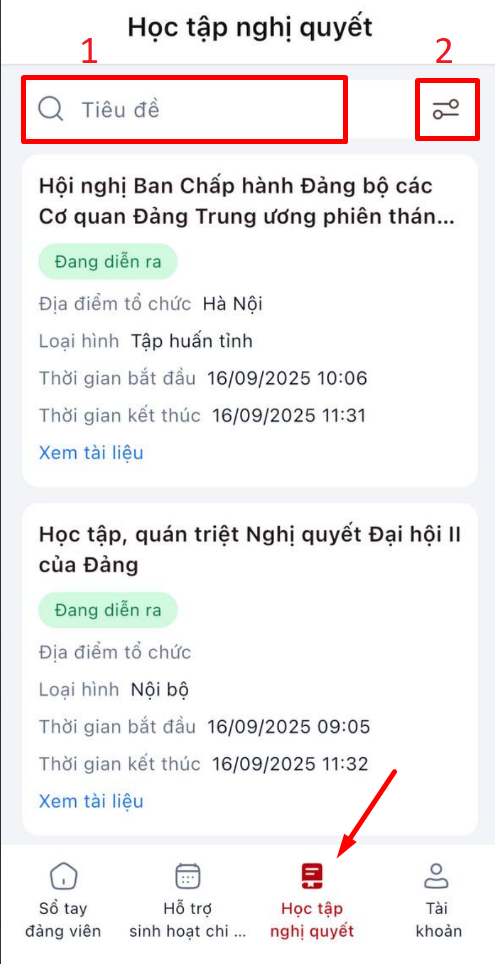 Học tập nghị quyết
1
2
Tiêu đề
Hội nghị Ban Chấp hành Đảng bộ các
Cơ quan Đảng Trung ương phiên thán...
Đang diễn ra
Địa điểm tổ chức Hà Nội
Loại hình Tập huấn tỉnh
Thời gian bắt đầu 16/09/2025 10:06
Thời gian kết thúc 16/09/2025 11:31
Xem tài liệu
Học tập, quán triệt Nghị quyết Đại hội II
của Đảng
Đang diễn ra
Địa điểm tổ chức
Loại hình Nội bộ
Thời gian bắt đầu 16/09/2025 09:05
Thời gian kết thúc 16/09/2025 11:32
Xem tài liệu
Sổ tay
đảng viên
Hỗ trợ
sinh hoạt chi ...
Học tập
nghị quyết
Tài
khoản